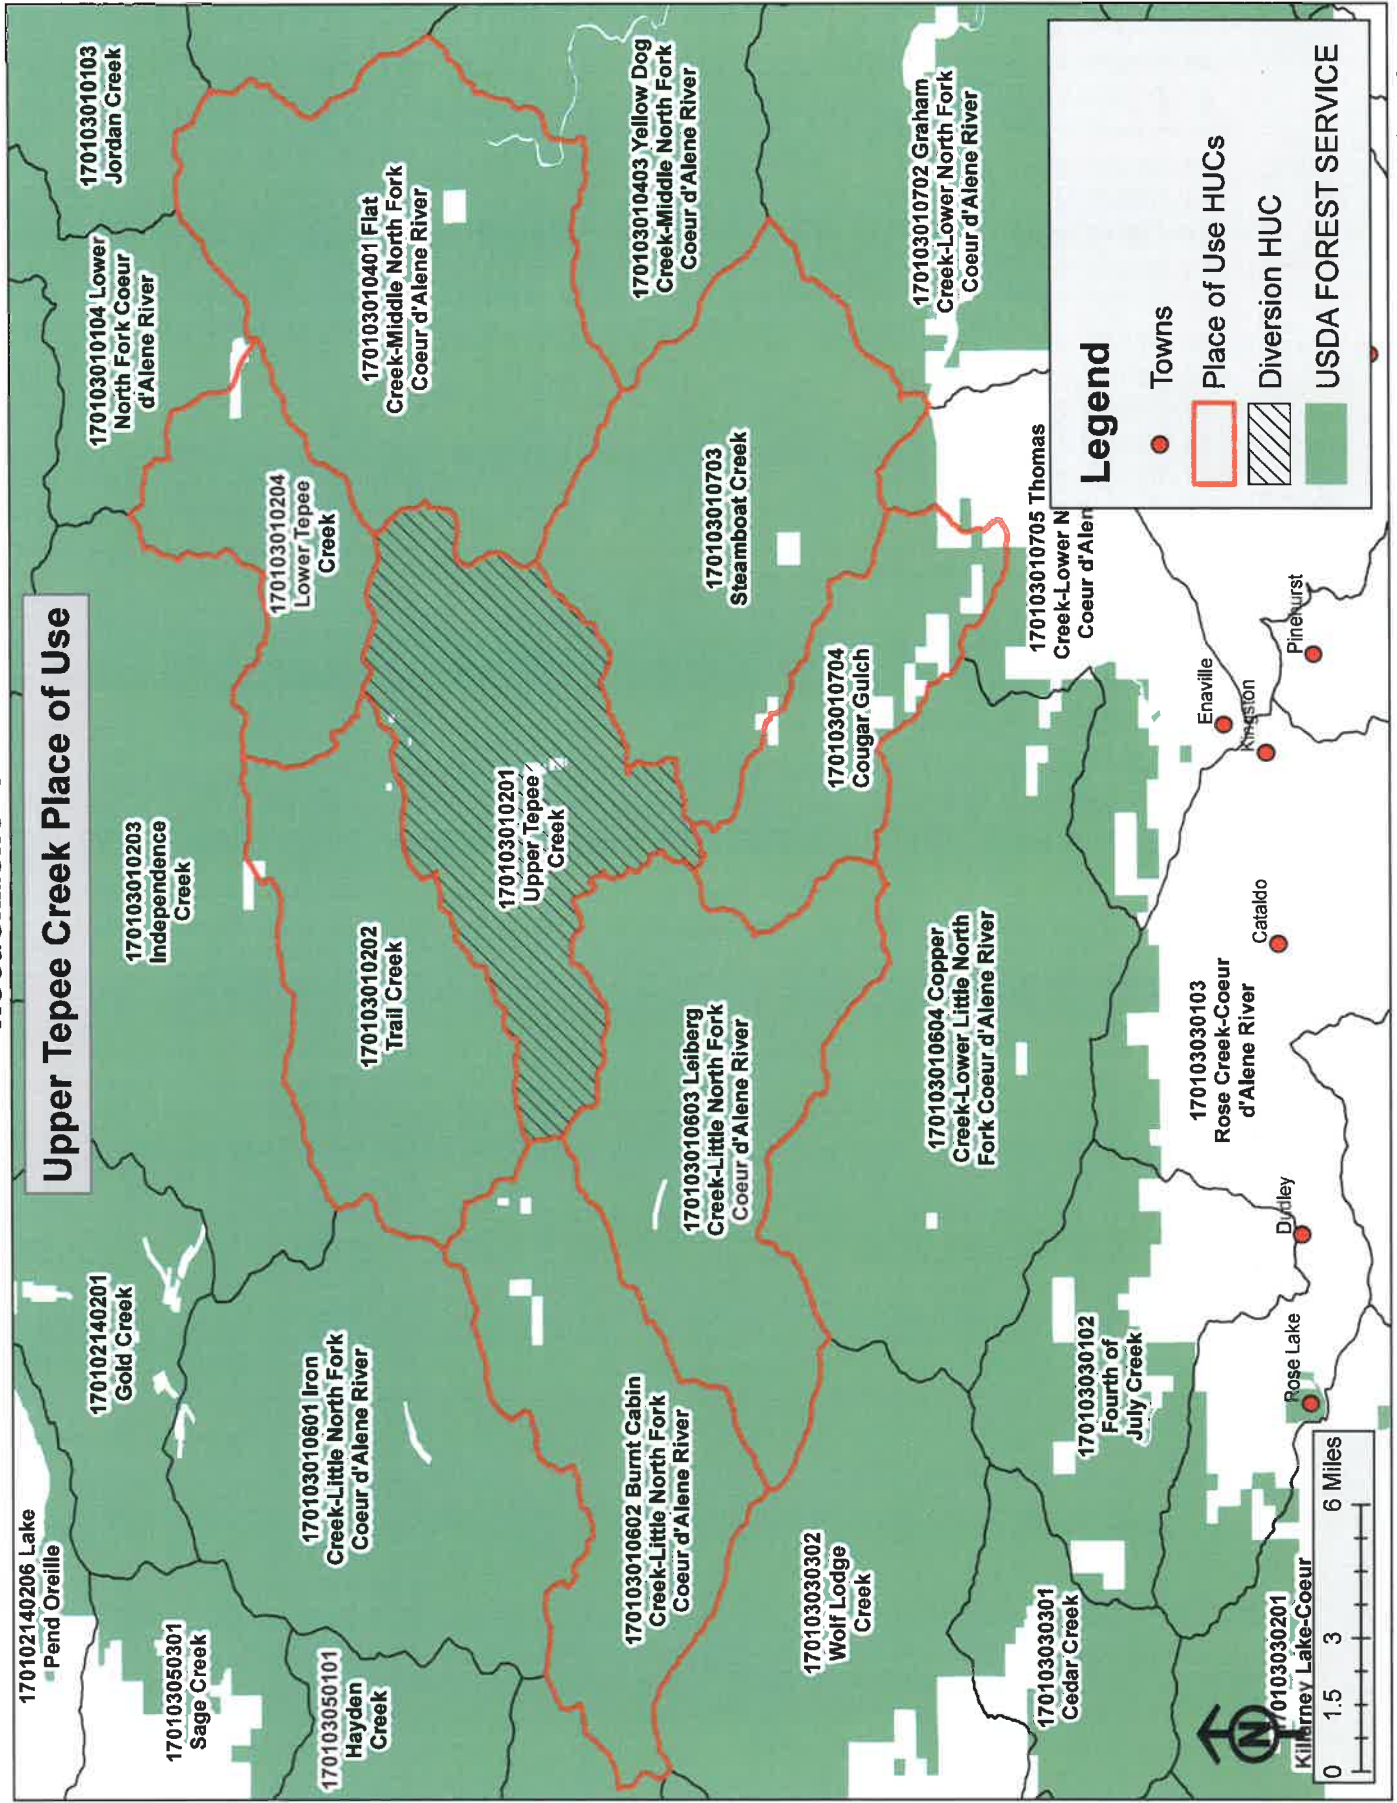 Upper Tepee Creek Place of Use
170102140206 Lake
Pend Oreille
170102140201
Gold Creek
170103010203
Independence
Creek
170103010104 Lower
North Fork Coeur
d'Alene River
170103010103
Jordan Creek
170103050301
Sage Creek
170103010601 Iron
Creek-Little North Fork
Coeur d'Alene River
170103010204
Lower Tepee
Creek
170103050101
Hayden
Creek
170103010202
Trail Creek
170103010401 Flat
Creek-Middle North Fork
Coeur d'Alene River
170103010201
Upper Tepee
Creek
170103010602 Burnt Cabin
Creek-Little North Fork
Coeur d'Alene River
170103010603 Leiberg
Creek-Little North Fork
Coeur d'Alene River
170103010703
Steamboat Creek
170103010403 Yellow Dog
Creek-Middle North Fork
Coeur d'Alene River
170103030302
Wolf Lodge
Creek
170103010704
Cougar Gulch
170103010604 Copper
Creek-Lower Little North
Fork Coeur d'Alene River
170103010702 Graham
Creek-Lower North Fork
Coeur d'Alene River
170103030301
Cedar Creek
170103030102
Fourth of
July Creek
170103010705 Thomas
Creek-Lower N
Coeur d'Alen
170103030103
Rose Creek-Coeur
d'Alene River
Enaville
Kingston
Pinehurst
Cataldo
Dudley
Rose Lake
170103030201
Killarney Lake-Coeur
N
0 1.5 3 6 Miles
Legend
Towns
Place of Use HUCs
Diversion HUC
USDA FOREST SERVICE